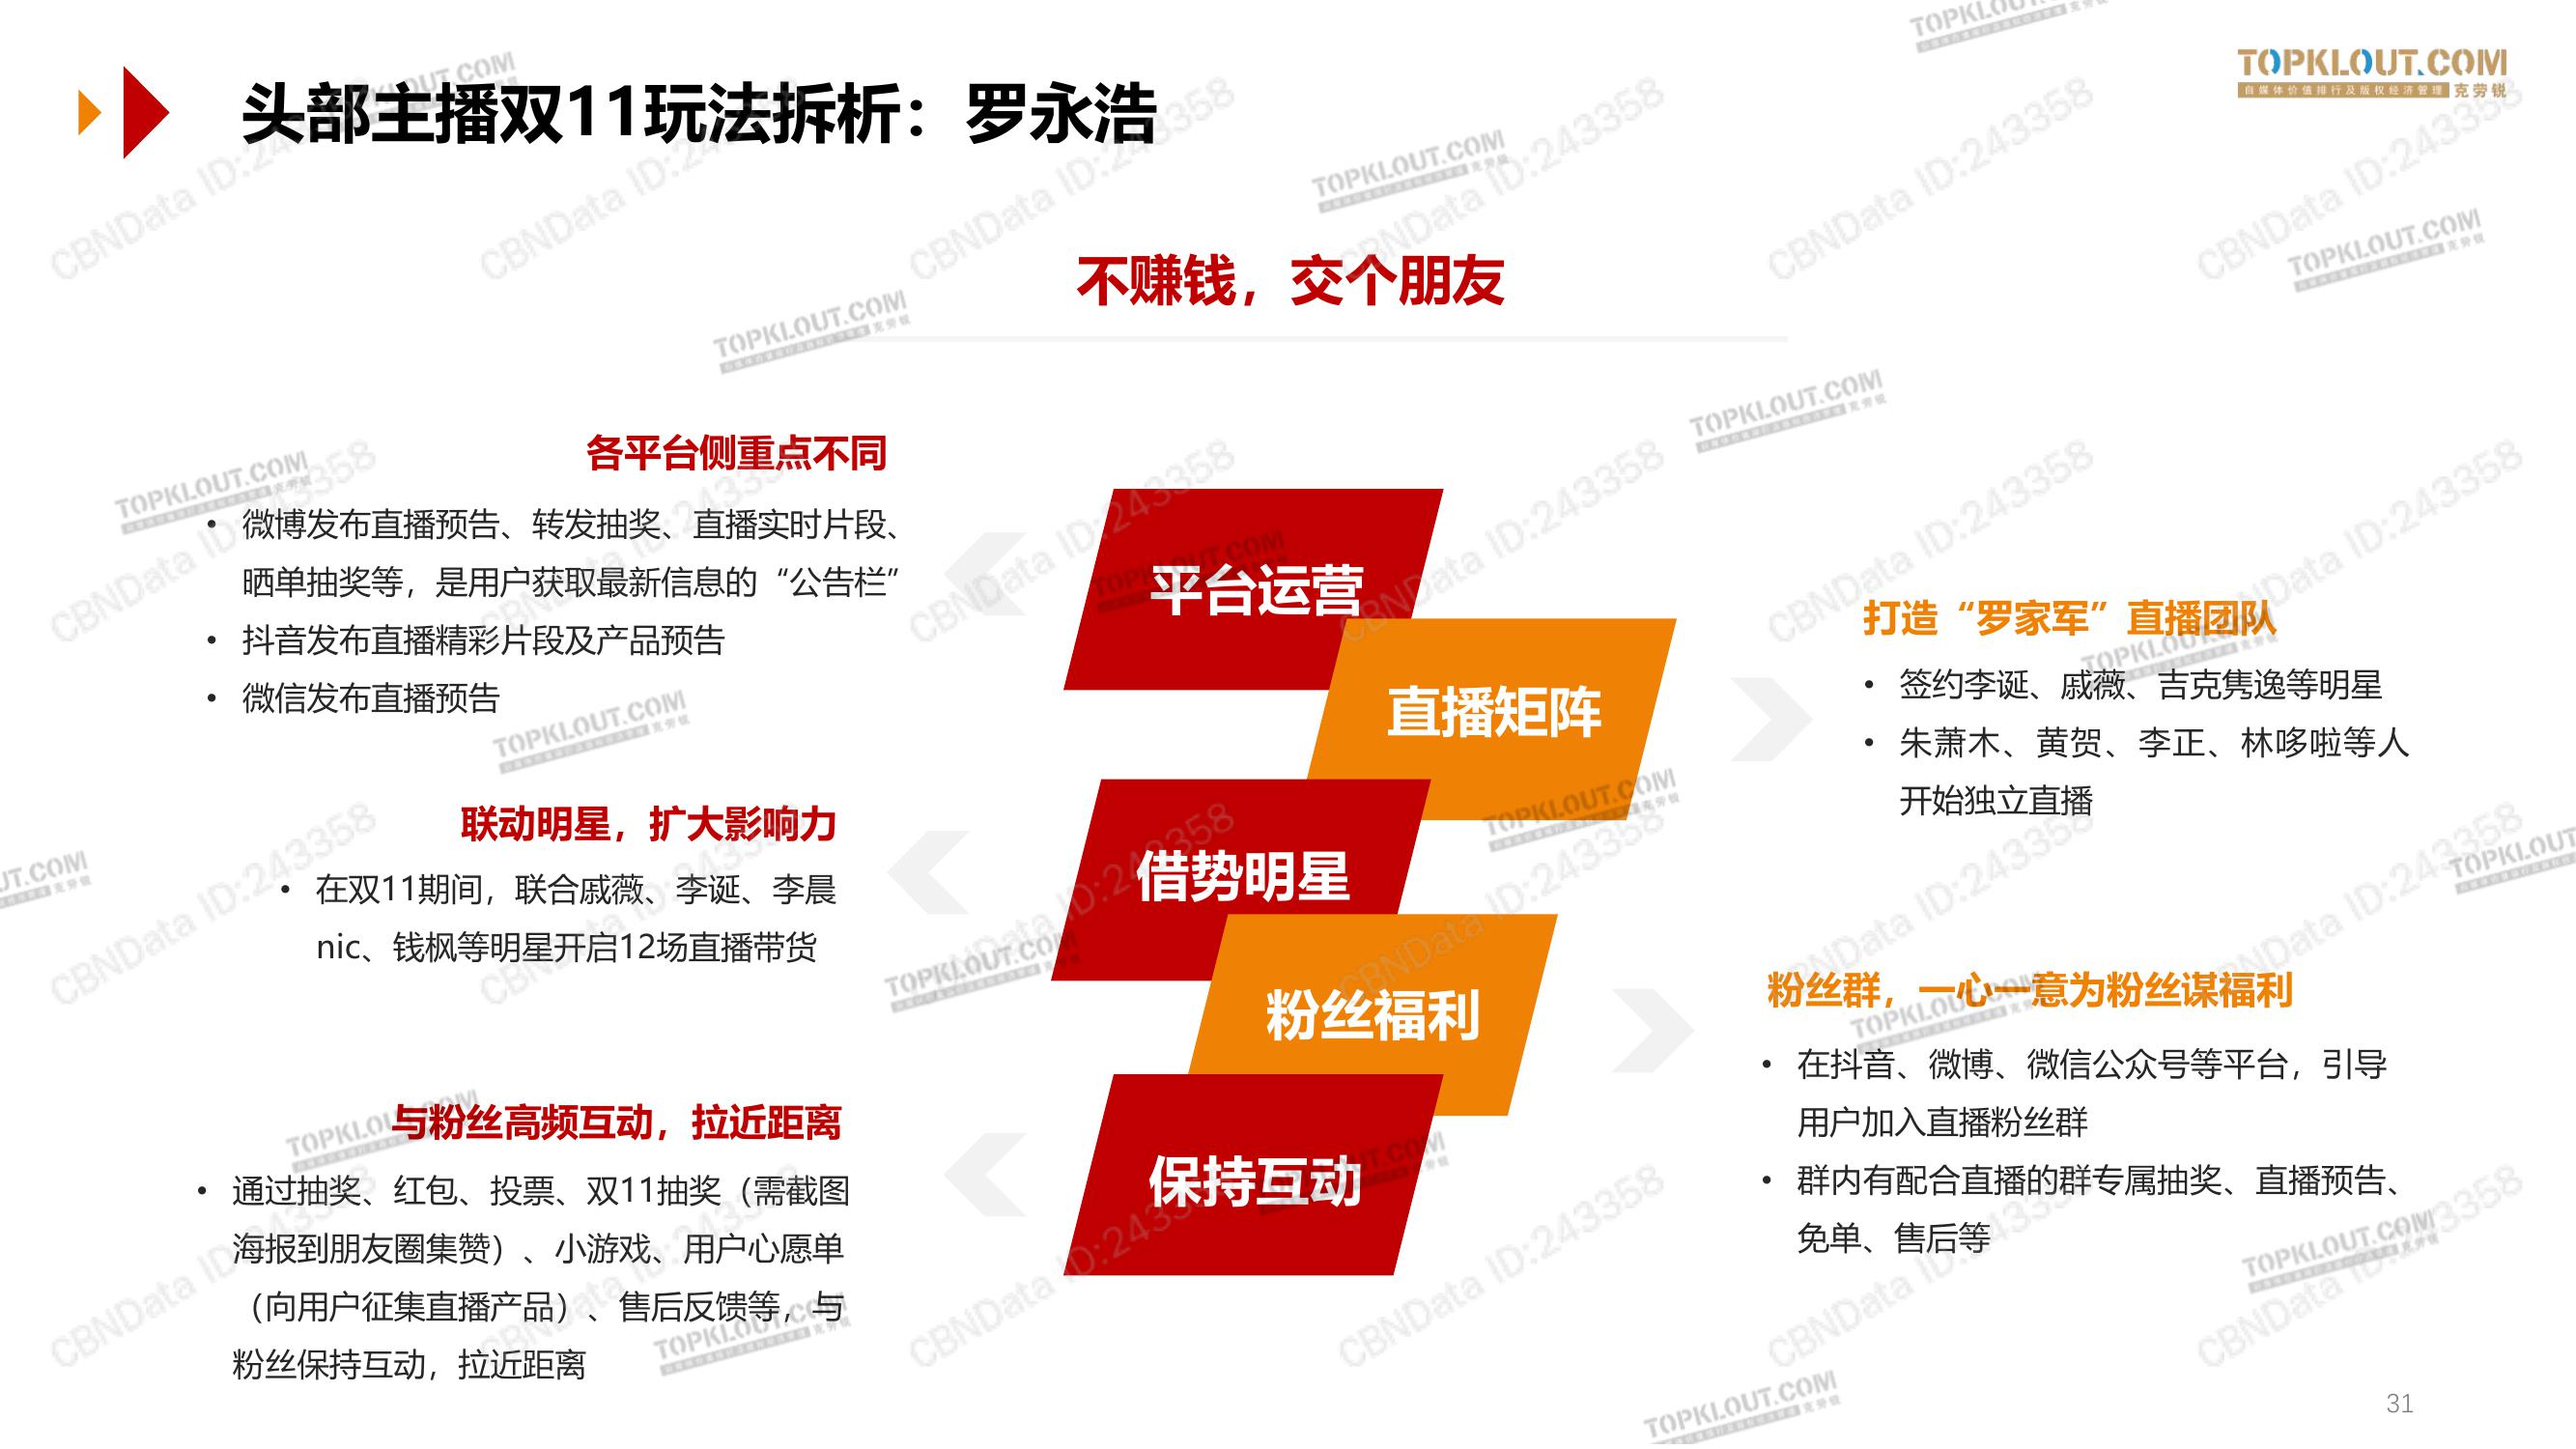 头部主播双11玩法拆析：罗永浩
TOPKLOUT.COM
自媒体价值排行及版权经济管理 克劳锐
不赚钱，交个朋友
各平台侧重点不同
• 微博发布直播预告、转发抽奖、直播实时片段、
晒单抽奖等，是用户获取最新信息的“公告栏”
• 抖音发布直播精彩片段及产品预告
• 微信发布直播预告
平台运营
打造“罗家军”直播团队
• 签约李诞、戚薇、吉克隽逸等明星
• 朱萧木、黄贺、李正、林哆啦等人
开始独立直播
直播矩阵
联动明星，扩大影响力
• 在双11期间，联合戚薇、李诞、李晨
nic、钱枫等明星开启12场直播带货
借势明星
粉丝群，一心一意为粉丝谋福利
• 在抖音、微博、微信公众号等平台，引导
用户加入直播粉丝群
• 群内有配合直播的群专属抽奖、直播预告、
免单、售后等
粉丝福利
与粉丝高频互动，拉近距离
• 通过抽奖、红包、投票、双11抽奖（需截图
海报到朋友圈集赞）、小游戏、用户心愿单
（向用户征集直播产品）、售后反馈等，与
粉丝保持互动，拉近距离
保持互动
CBNData ID:243358
31